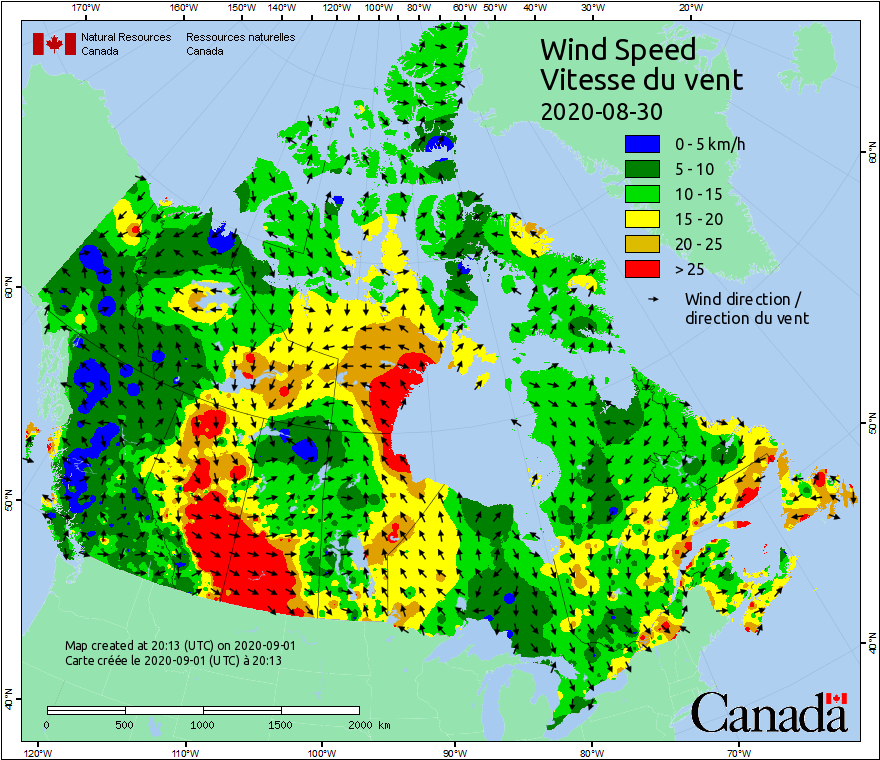 170°W 160°W 150°W 140°W 130°W 120°W 110°W 100°W 90°W 80°W 70°W 60°W 50°W 40°W 30°W 20°W
Natural Resources Ressources naturelles
Canada Canada
Wind Speed
Vitesse du vent
2020-08-30
0 - 5 km/h
5 - 10
10 - 15
15 - 20
20 - 25
> 25
Wind direction /
direction du vent
60°N 60°N
50°N 50°N
40°N 40°N
Map created at 20:13 (UTC) on 2020-09-01
Carte créée le 2020-09-01 (UTC) à 20:13
Canada
0 500 1000 1500 2000 km
120°W 110°W 100°W 90°W 80°W 70°W